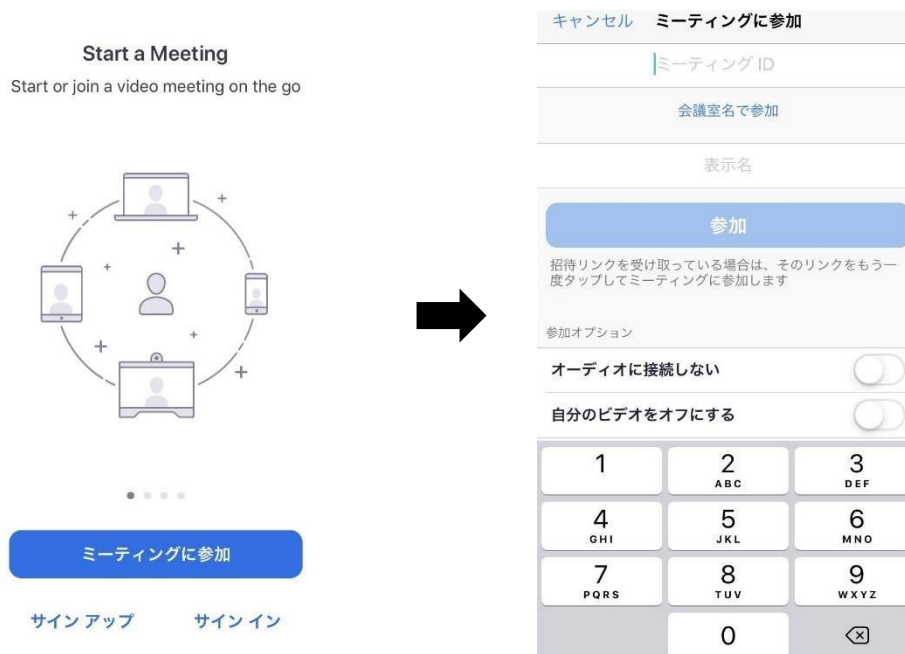 Start a Meeting
Start or join a video meeting on the go
ミーティングに参加
サイン アップ
サイン イン
キャンセル
ミーティングに参加
ミーティング ID
会議室名で参加
表示名
参加
招待リンクを受け取っている場合は、そのリンクをもう一
度タップしてミーティングに参加します
参加オプション
オーディオに接続しない
自分のビデオをオフにする
1
2
ABC
3
DEF
4
GHI
5
JKL
6
MNO
7
PQRS
8
TUV
9
WXYZ
0